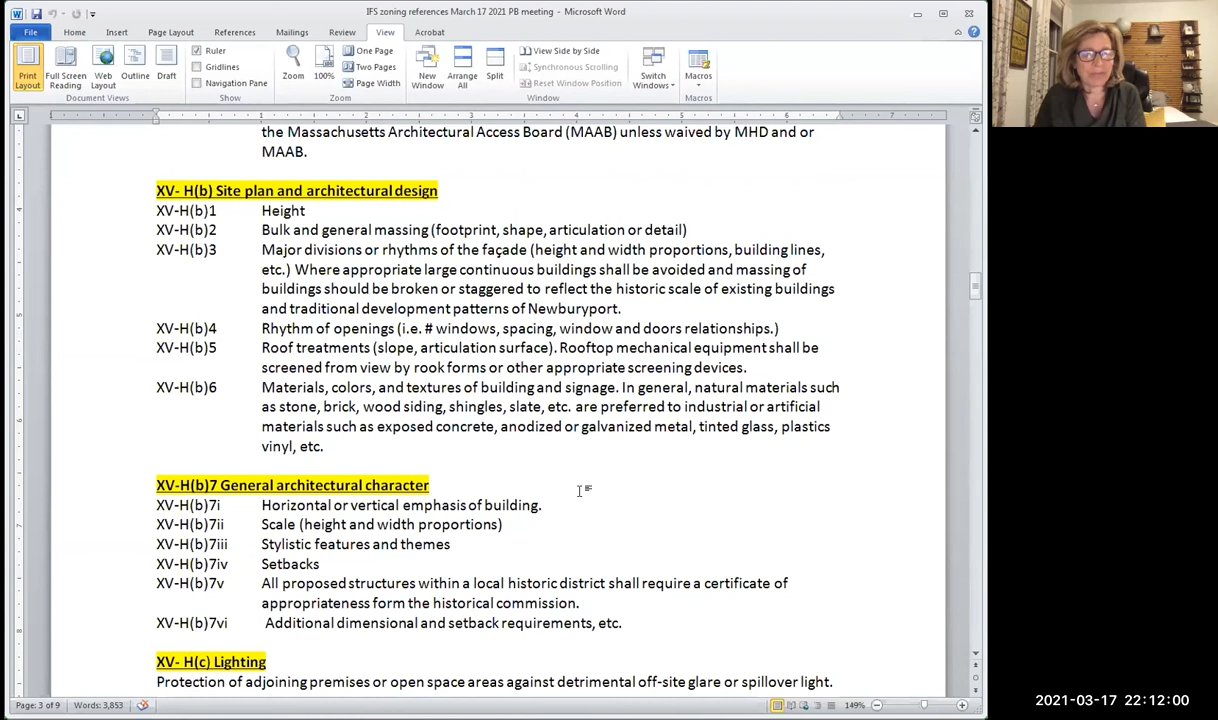 IFS zoning references March 17 2021 PB meeting - Microsoft Word
File Home Insert Page Layout References Mailings Review View Acrobat
Print Layout
Full Screen Reading
Web Layout
Outline
Draft
Document Views
Ruler
Gridlines
Navigation Pane
Show
Zoom
100%
One Page
Two Pages
Page Width
Zoom
New Window
Arrange All
Split
View Side by Side
Synchronous Scrolling
Reset Window Position
Window
Switch Windows
Macros
Macros
1 2 3 4 5 6 7
the Massachusetts Architectural Access Board (MAAB) unless waived by MHD and or
MAAB.
XV- H(b) Site plan and architectural design
XV-H(b)1 Height
XV-H(b)2 Bulk and general massing (footprint, shape, articulation or detail)
XV-H(b)3 Major divisions or rhythms of the façade (height and width proportions, building lines,
etc.) Where appropriate large continuous buildings shall be avoided and massing of
buildings should be broken or staggered to reflect the historic scale of existing buildings
and traditional development patterns of Newburyport.
XV-H(b)4 Rhythm of openings (i.e. # windows, spacing, window and doors relationships.)
XV-H(b)5 Roof treatments (slope, articulation surface). Rooftop mechanical equipment shall be
screened from view by rook forms or other appropriate screening devices.
XV-H(b)6 Materials, colors, and textures of building and signage. In general, natural materials such
as stone, brick, wood siding, shingles, slate, etc. are preferred to industrial or artificial
materials such as exposed concrete, anodized or galvanized metal, tinted glass, plastics
vinyl, etc.
XV-H(b)7 General architectural character
XV-H(b)7i Horizontal or vertical emphasis of building.
XV-H(b)7ii Scale (height and width proportions)
XV-H(b)7iii Stylistic features and themes
XV-H(b)7iv Setbacks
XV-H(b)7v All proposed structures within a local historic district shall require a certificate of
appropriateness form the historical commission.
XV-H(b)7vi Additional dimensional and setback requirements, etc.
XV- H(c) Lighting
Protection of adjoining premises or open space areas against detrimental off-site glare or spillover light.
Page: 3 of 9 Words: 3,853 149%
2021-03-17 22:12:00